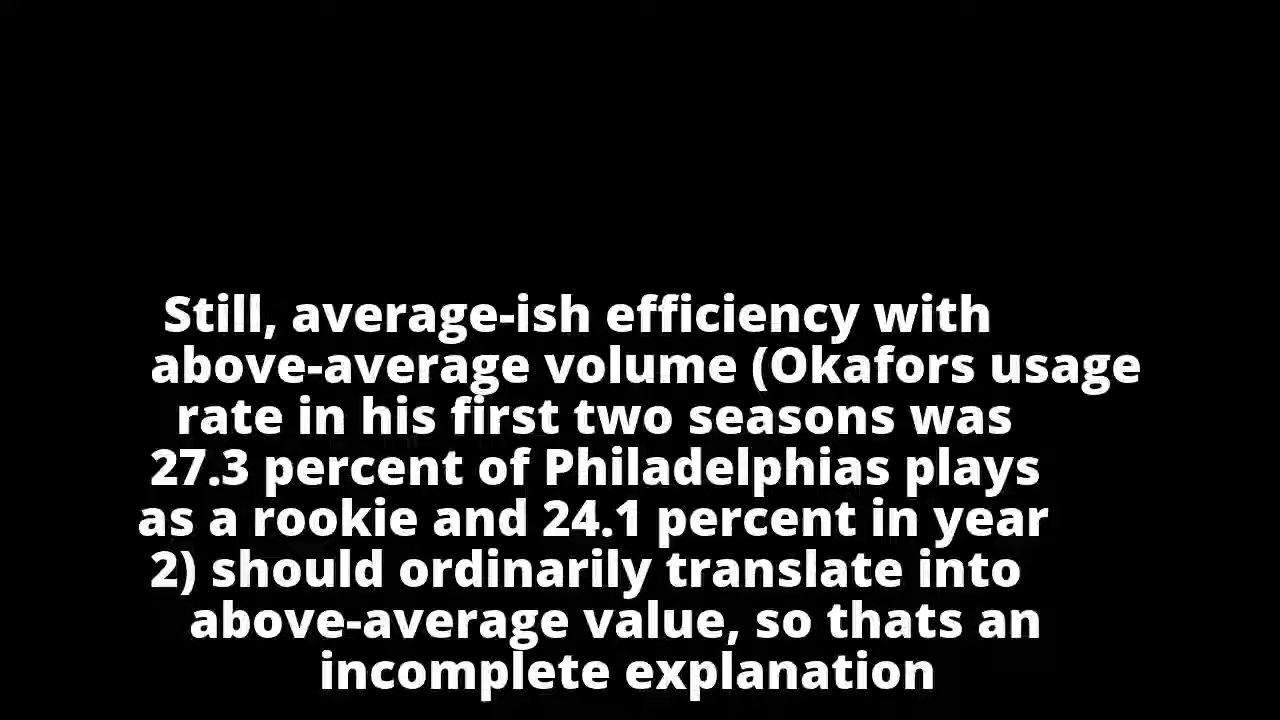 Still, average-ish efficiency with
above-average volume (Okafors usage
rate in his first two seasons was
27.3 percent of Philadelphias plays
as a rookie and 24.1 percent in year
2) should ordinarily translate into
above-average value, so thats an
incomplete explanation